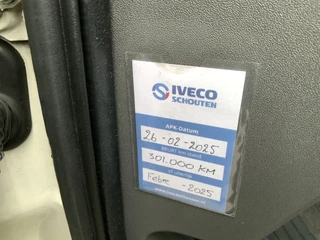 IVECO
SCHOUTEN
APK-Datum
26-02-2025
301.000 KM
Febr -2025